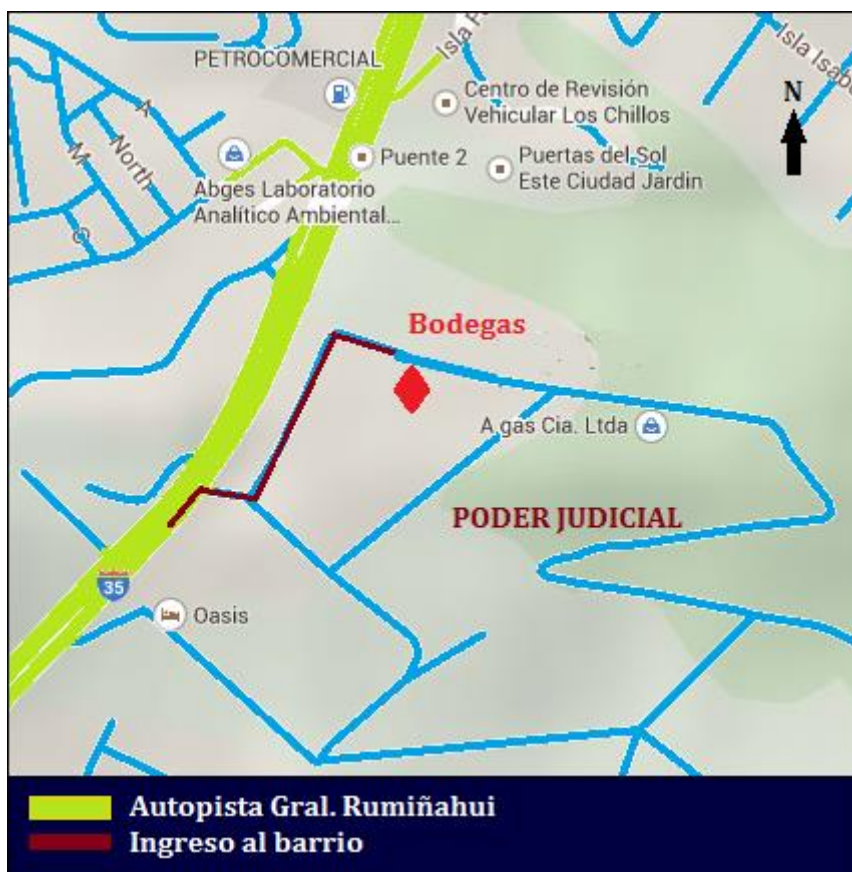 Isla F
Isla Isab
PETROCOMERCIAL
Centro de Revisión
Vehicular Los Chillos
N
A
North
M
Puente 2
Puertas del Sol
Este Ciudad Jardin
Abges Laboratorio
Analítico Ambiental...
Bodegas
A.gas Cia. Ltda
PODER JUDICIAL
35
Oasis
Autopista Gral. Rumiñahui
Ingreso al barrio